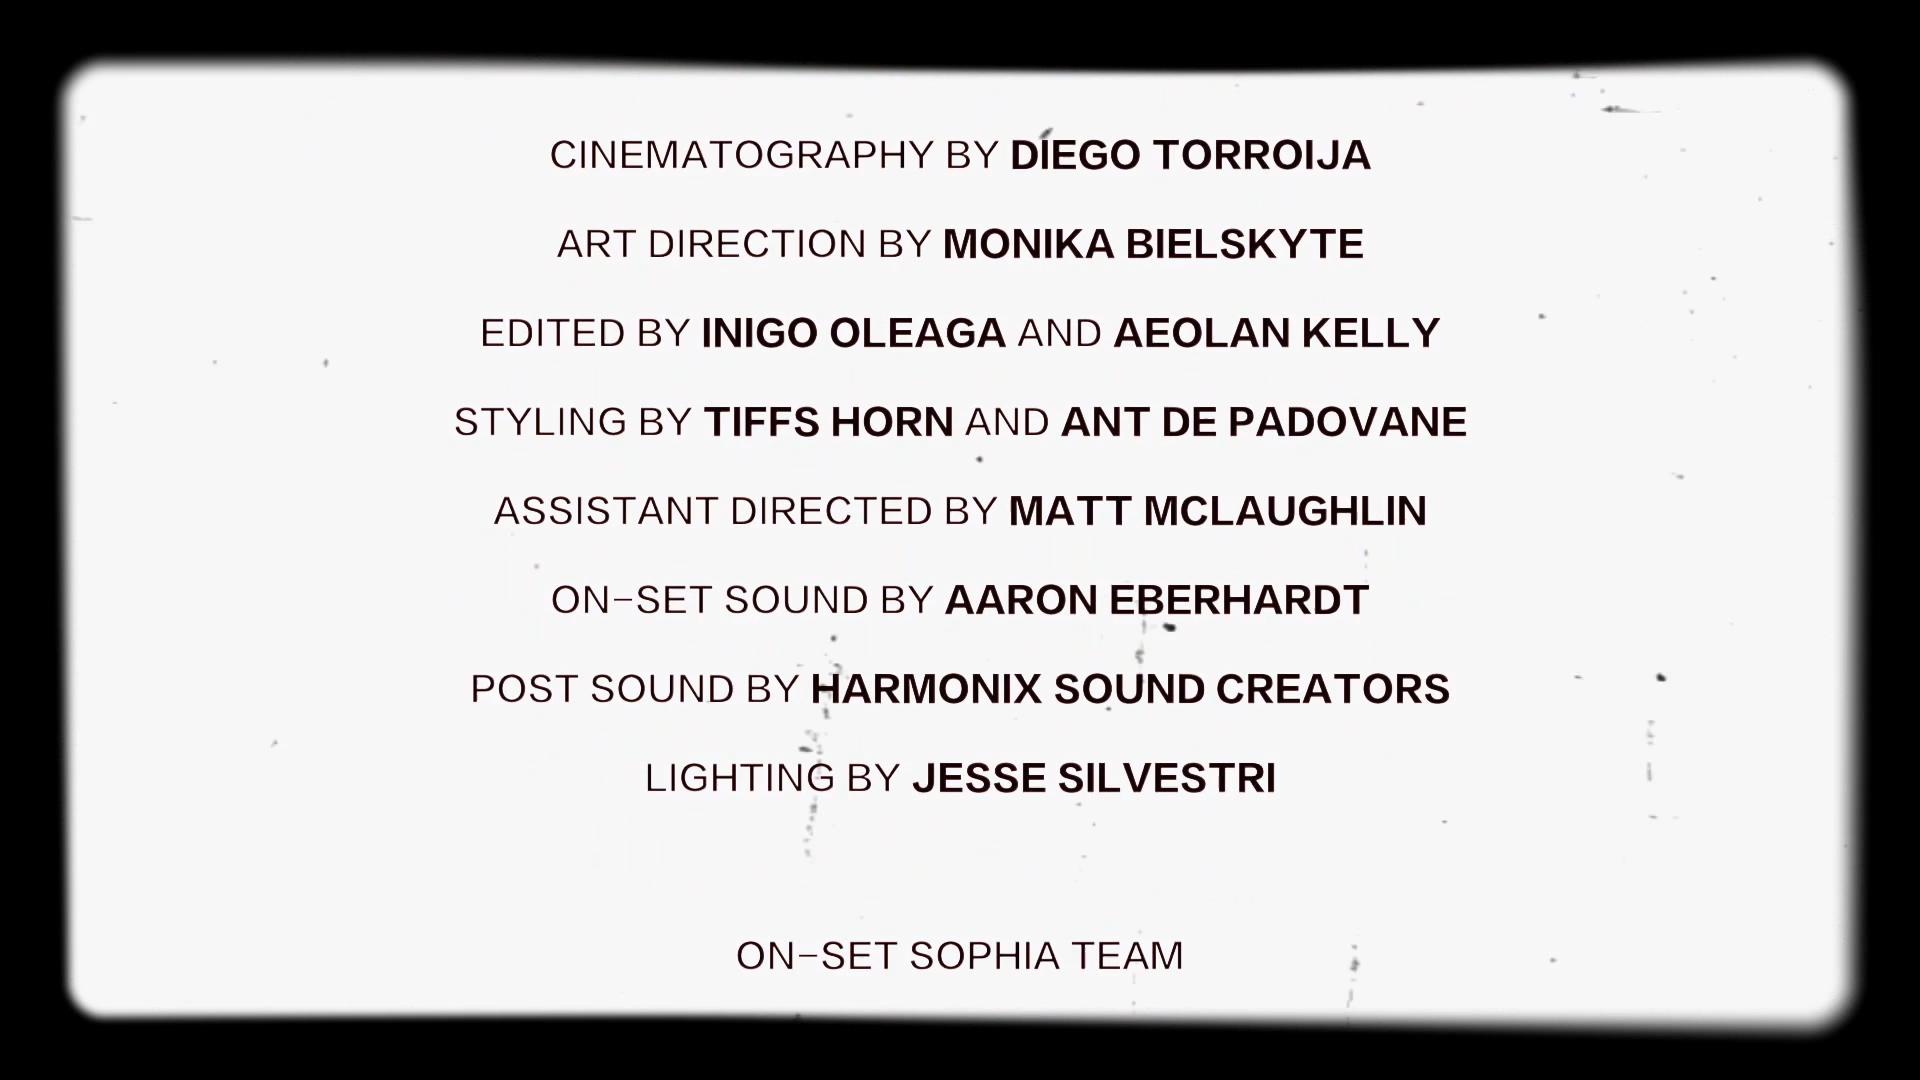 CINEMATOGRAPHY BY DIEGO TORROIJA
ART DIRECTION BY MONIKA BIELSKYTE
EDITED BY INIGO OLEAGA AND AEOLAN KELLY
STYLING BY TIFFS HORN AND ANT DE PADOVANE
ASSISTANT DIRECTED BY MATT MCLAUGHLIN
ON-SET SOUND BY AARON EBERHARDT
POST SOUND BY HARMONIX SOUND CREATORS
LIGHTING BY JESSE SILVESTRI
ON-SET SOPHIA TEAM